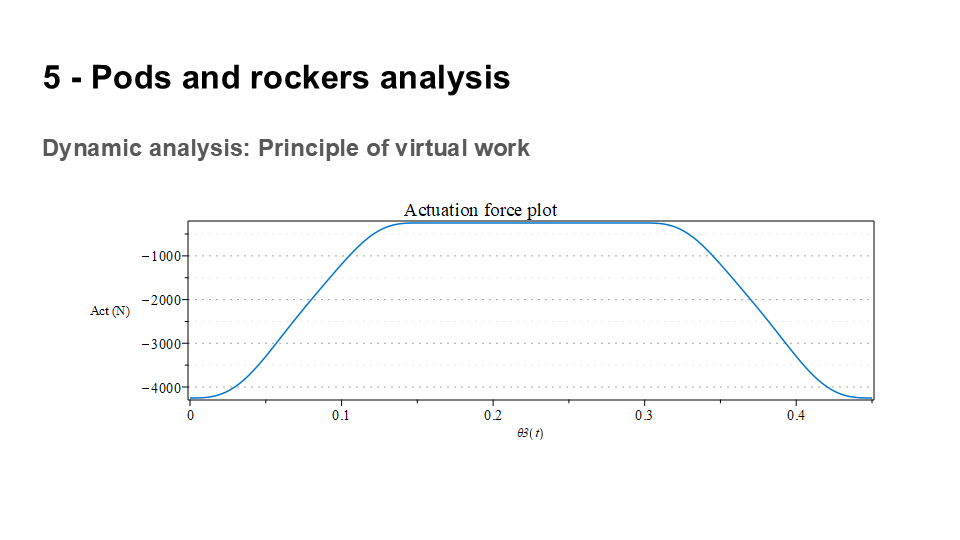 5 - Pods and rockers analysis
Dynamic analysis: Principle of virtual work
Actuation force plot
−1000
−2000
Act (N)
−3000
−4000
0 0.1 0.2 0.3 0.4
θ3(t)